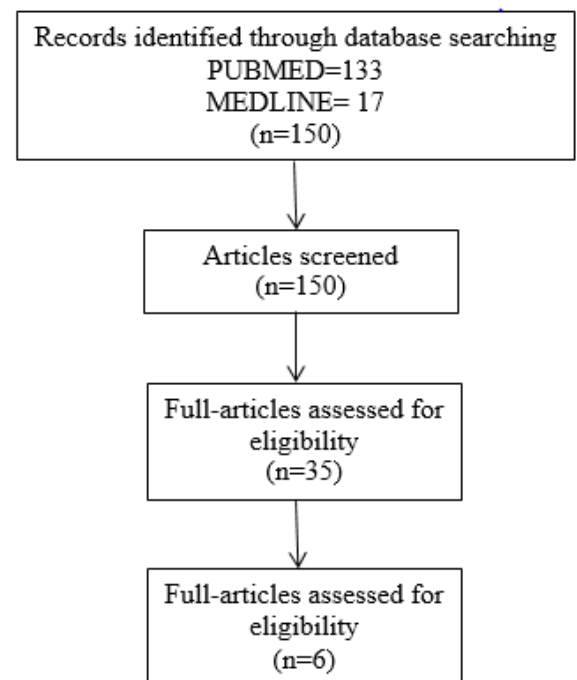 Records identified through database searching
PUBMED=133
MEDLINE= 17
(n=150)
Articles screened
(n=150)
Full-articles assessed for
eligibility
(n=35)
Full-articles assessed for
eligibility
(n=6)